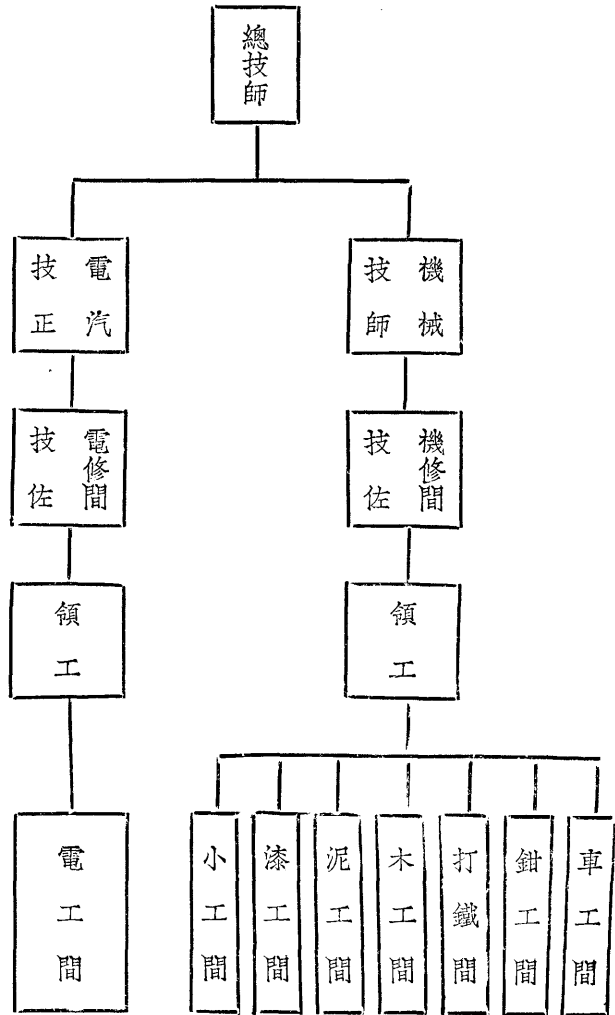 總技師
機械
技師
電汽
技正
機修間
技佐
電修間
技佐
領工
領工
車工間
鉗工間
打鐵間
木工間
泥工間
漆工間
小工間
電工間